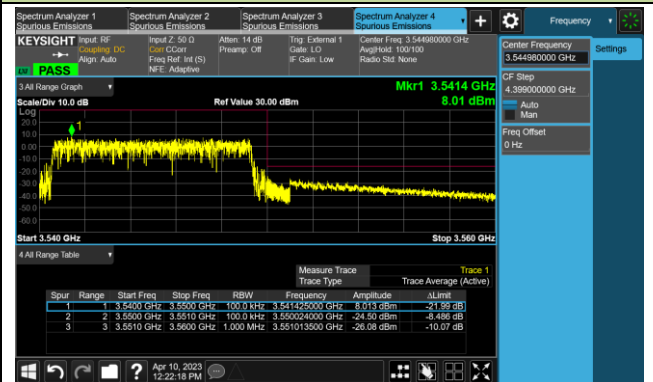 Spectrum Analyzer 1
Spurious Emissions
Spectrum Analyzer 2
Spurious Emissions
Spectrum Analyzer 3
Spurious Emissions
Spectrum Analyzer 4
Spurious Emissions
Frequency
KEYSIGHT
Input: RF
Coupling: DC
Align: Auto
Input Z: 50 Ω
Corr CCorr
Freq Ref: Int (S)
NFE: Adaptive
Atten: 14 dB
Preamp: Off
Trig: External 1
Gate: LO
IF Gain: Low
Center Freq: 3.544980000 GHz
Avg|Hold: 100/100
Radio Std: None
PASS
Center Frequency
3.544980000 GHz
Settings
CF Step
4.399000000 GHz
Auto
Man
Freq Offset
0 Hz
3 All Range Graph
Mkr1 3.5414 GHz
Scale/Div 10.0 dB
Ref Value 30.00 dBm
8.01 dBm
Log
20.0
10.0
0.00
-10.0
-20.0
-30.0
-40.0
-50.0
-60.0
1
Start 3.540 GHz
Stop 3.560 GHz
4 All Range Table
Measure Trace Trace 1
Trace Type Trace Average (Active)
Spur Range Start Freq Stop Freq RBW Frequency Amplitude ΔLimit
1 1 3.5400 GHz 3.5500 GHz 100.0 kHz 3.541425000 GHz 8.013 dBm -21.99 dB
2 2 3.5500 GHz 3.5510 GHz 100.0 kHz 3.550024000 GHz -24.50 dBm -8.486 dB
3 3 3.5510 GHz 3.5600 GHz 1.000 MHz 3.551013500 GHz -26.08 dBm -10.07 dB
Apr 10, 2023
12:22:18 PM